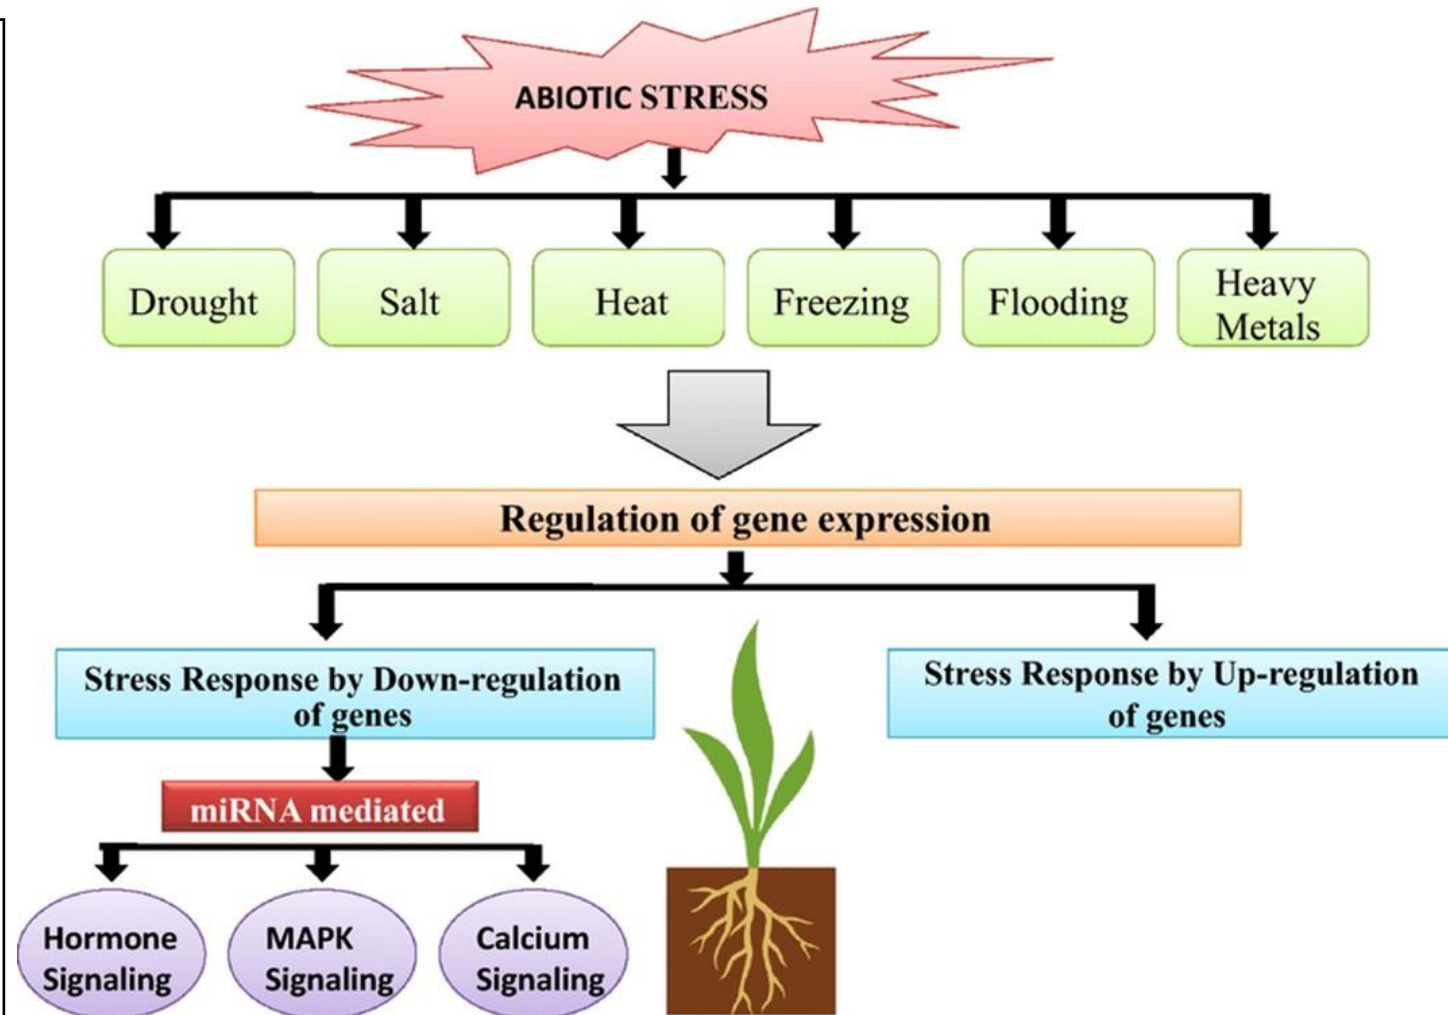 ABIOTIC STRESS
Drought
Salt
Heat
Freezing
Flooding
Heavy
Metals
Regulation of gene expression
Stress Response by Down-regulation
of genes
Stress Response by Up-regulation
of genes
miRNA mediated
Hormone
Signaling
MAPK
Signaling
Calcium
Signaling